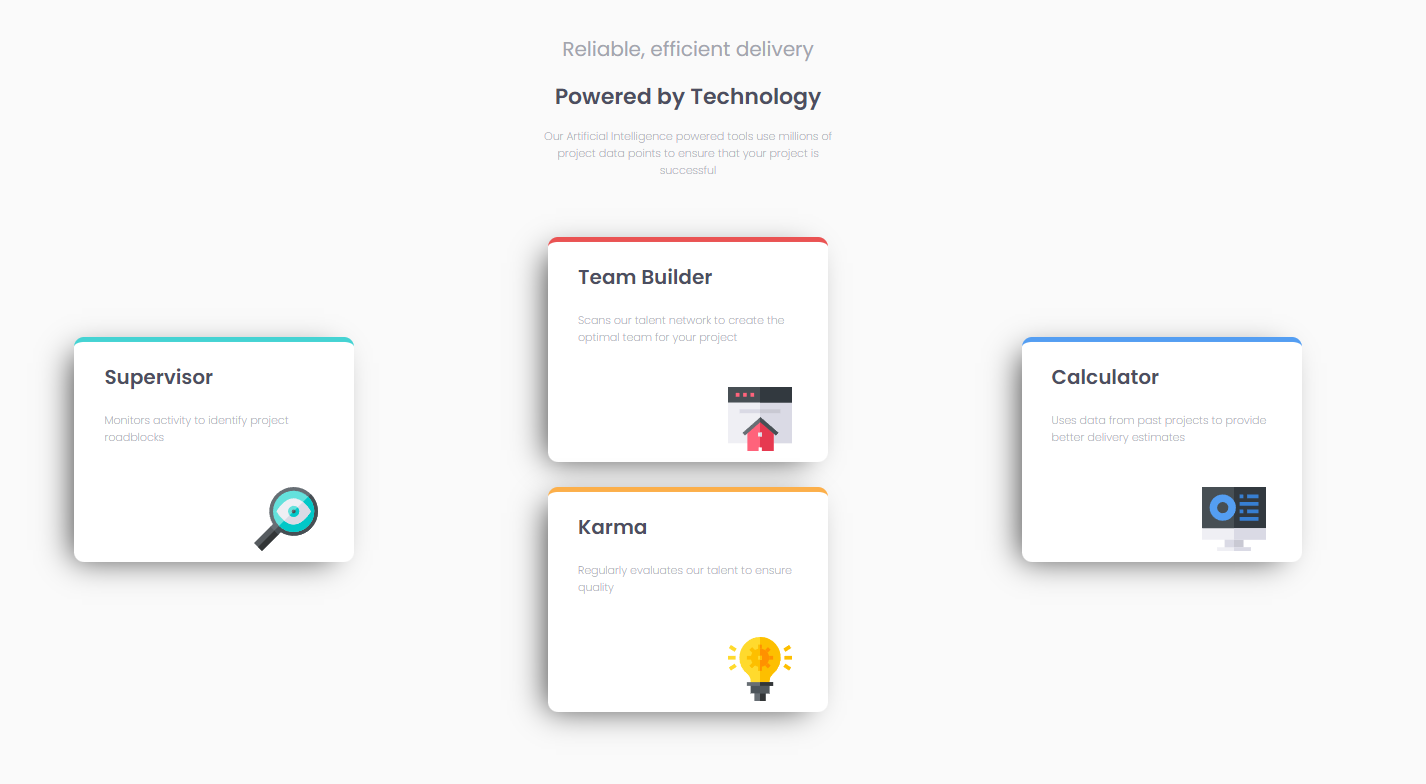 Reliable, efficient delivery
Powered by Technology
Our Artificial Intelligence powered tools use millions of
project data points to ensure that your project is
successful
Supervisor
Monitors activity to identify project
roadblocks
Team Builder
Scans our talent network to create the
optimal team for your project
Karma
Regularly evaluates our talent to ensure
quality
Calculator
Uses data from past projects to provide
better delivery estimates